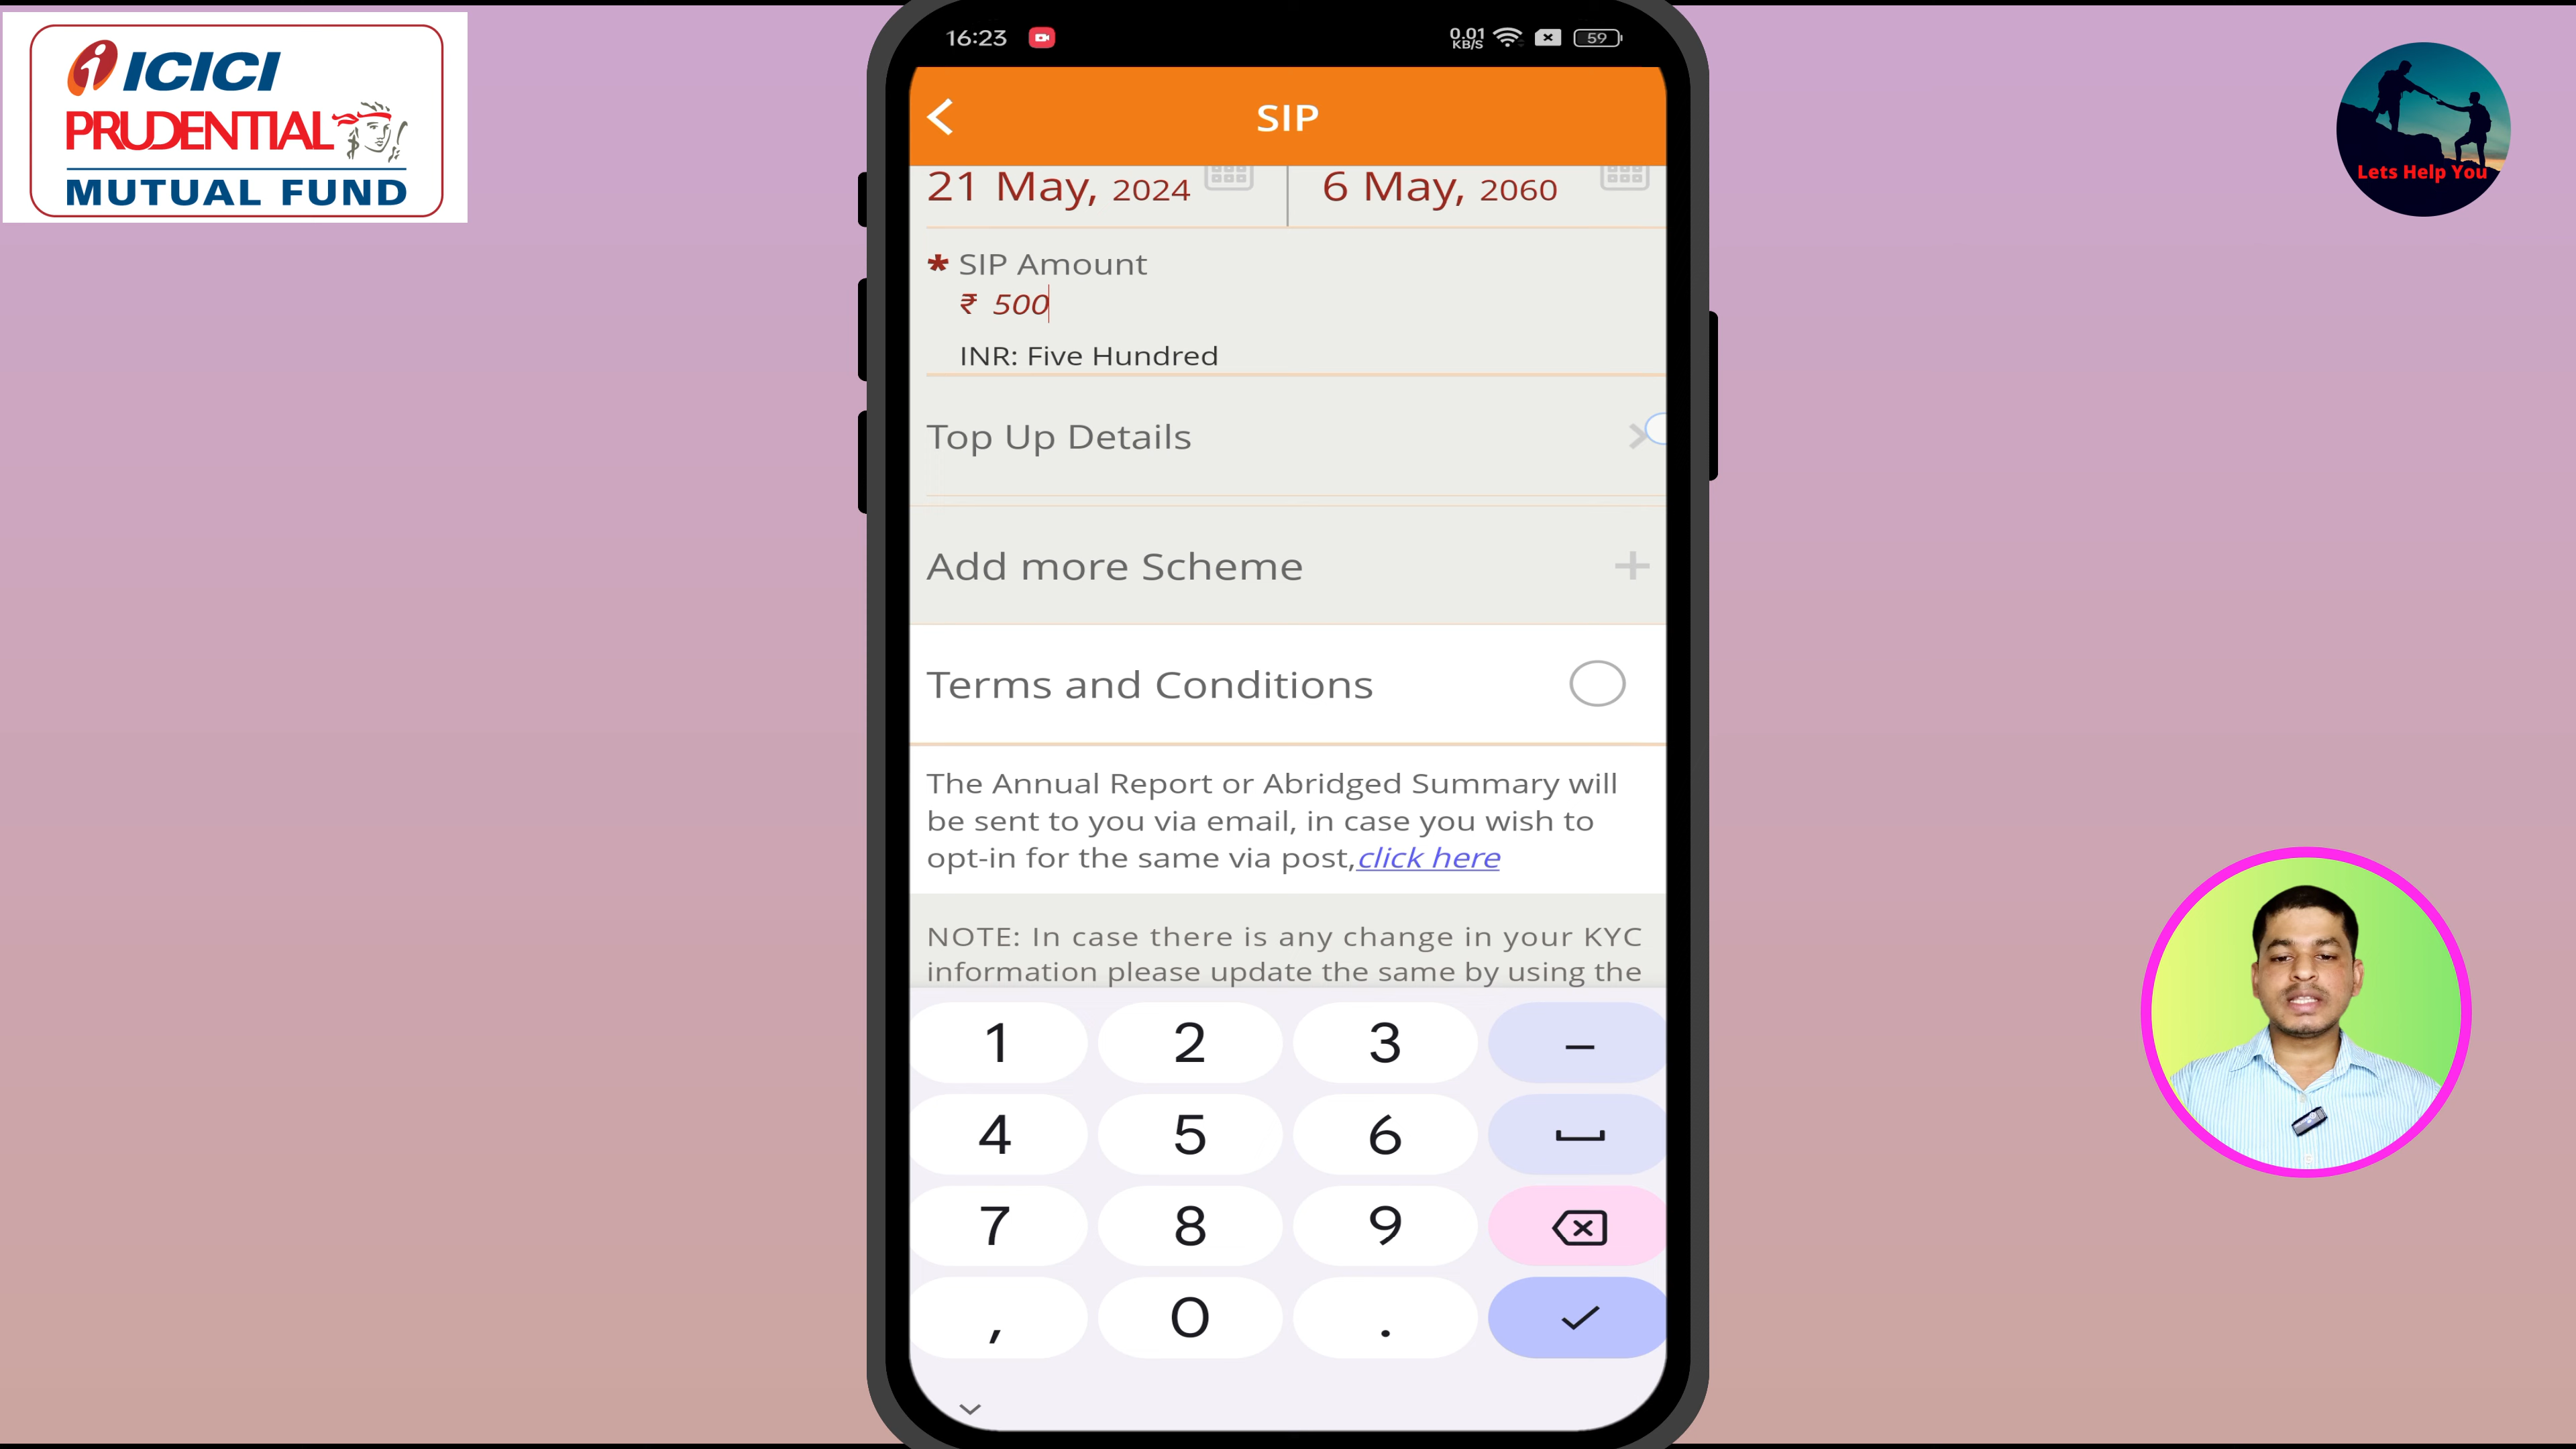 ICICI
PRUDENTIAL
MUTUAL FUND
16:23
0.01
KB/S
59
SIP
Lets Help You
21 May, 2024
6 May, 2060
* SIP Amount
₹ 500
INR: Five Hundred
Top Up Details
Add more Scheme
Terms and Conditions
The Annual Report or Abridged Summary will
be sent to you via email, in case you wish to
opt-in for the same via post,click here
NOTE: In case there is any change in your KYC
information please update the same by using the
1 2 3 –
4 5 6
7 8 9
, 0 .